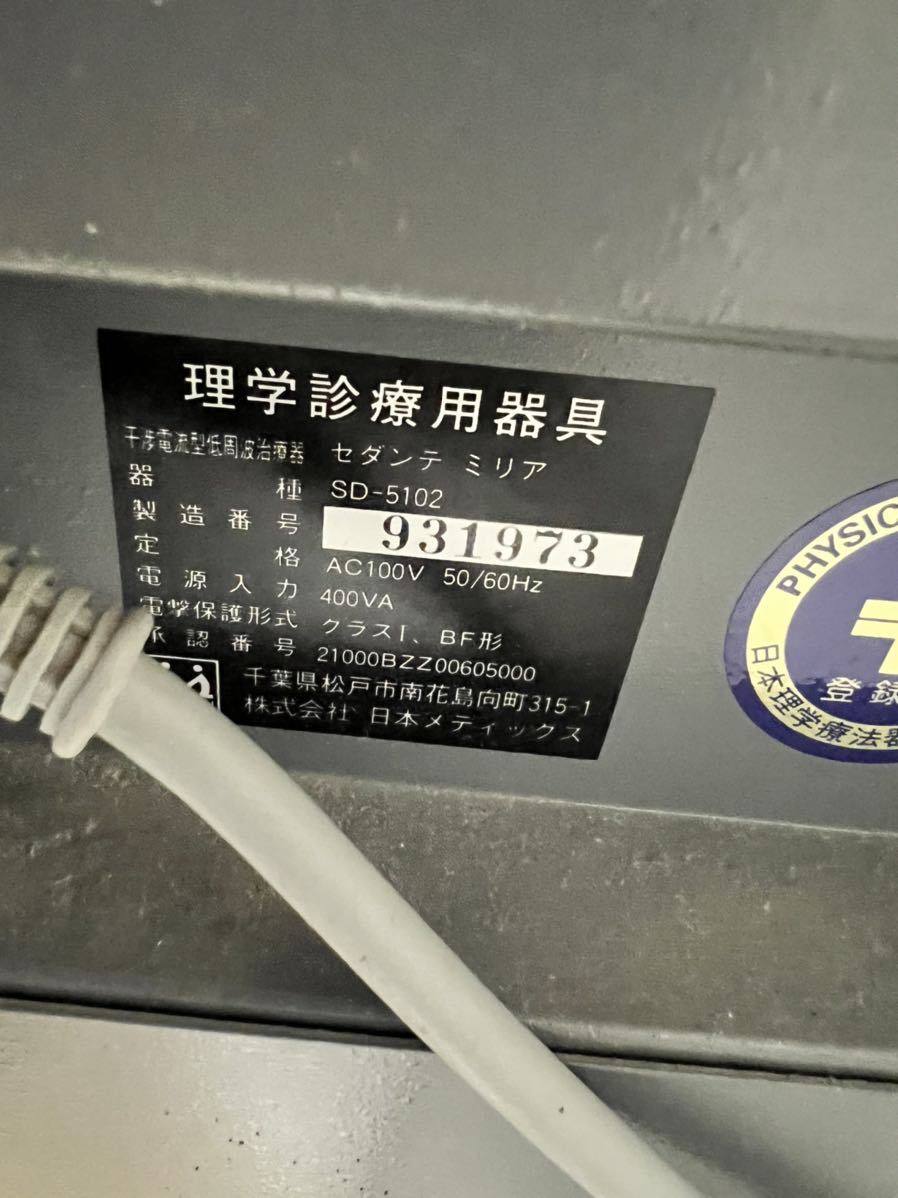 理学診療用器具
干渉電流型低周波治療器 セダンテ ミリア
器種 SD-5102
製造番号 931973
定格 AC100V 50/60Hz
電源入力 400VA
電撃保護形式 クラスI、BF形
承認番号 21000BZZ00605000
千葉県松戸市南花島向町315-1
株式会社 日本メディックス
PHYSIC
登録
日本理学療法器